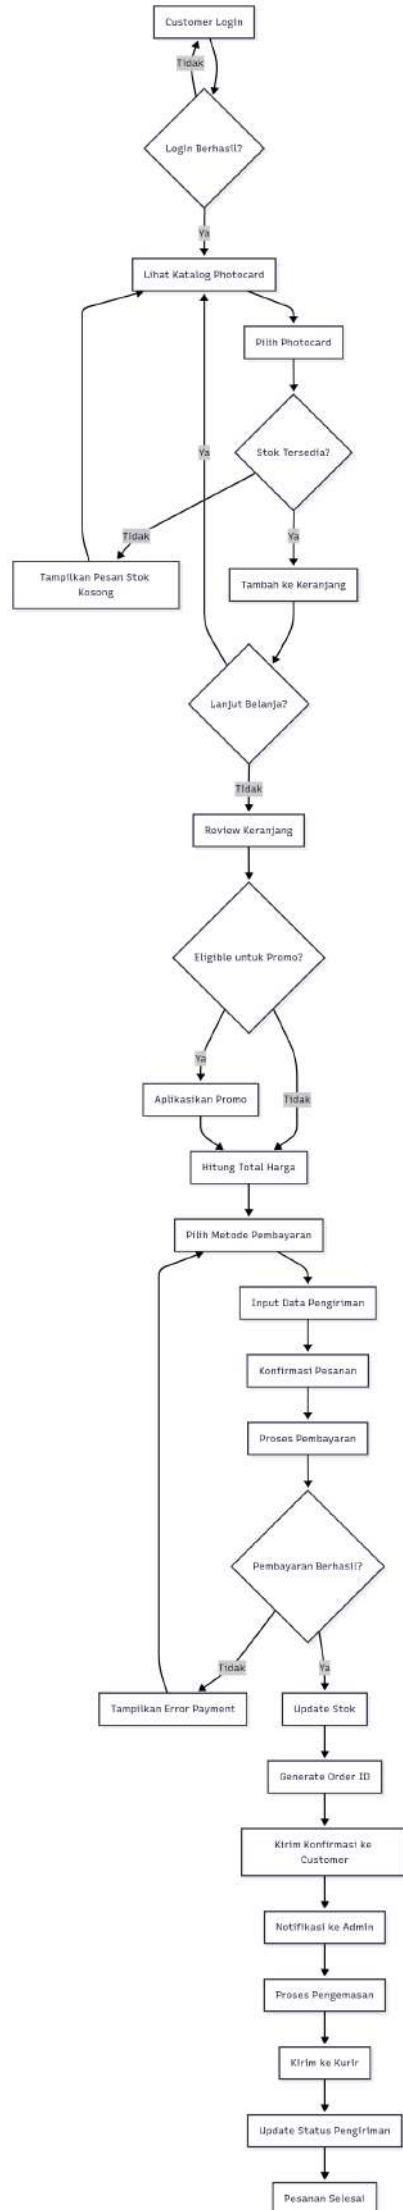 Customer Login
Tidak
Login Berhasil?
Ya
Lihat Katalog Photocard
Pilih Photocard
Ya
Stok Tersedia?
Tidak
Ya
Tampilkan Pesan Stok
Kosong
Tambah ke Keranjang
Lanjut Belanja?
Tidak
Review Keranjang
Eligible untuk Promo?
Ya
Tidak
Aplikasikan Promo
Hitung Total Harga
Pilih Metode Pembayaran
Input Data Pengiriman
Konfirmasi Pesanan
Proses Pembayaran
Pembayaran Berhasil?
Tidak
Ya
Tampilkan Error Payment
Update Stok
Generate Order ID
Kirim Konfirmasi ke
Customer
Notifikasi ke Admin
Proses Pengemasan
Kirim ke Kurir
Update Status Pengiriman
Pesanan Selesai